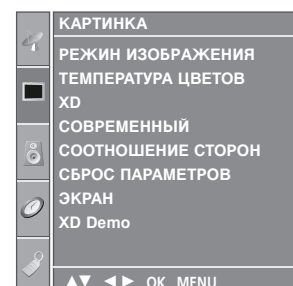 КАРТИНКА
РЕЖИН ИЗОБРАЖЕНИЯ
ТЕМПЕРАТУРА ЦВЕТОВ
XD
СОВРЕМЕННЫЙ
СООТНОШЕНИЕ СТОРОН
СБРОС ПАРАМЕТРОВ
ЭКРАН
XD Demo
▲▼ ◄► OK MENU